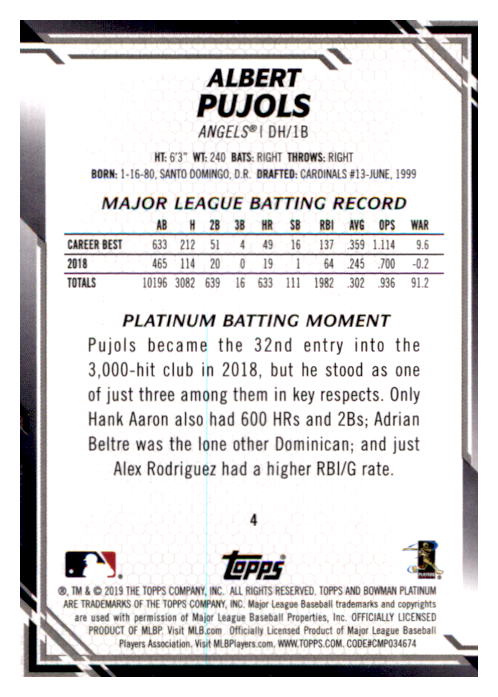 ALBERT
PUJOLS
ANGELS® | DH/1B
HT: 6'3" WT: 240 BATS: RIGHT THROWS: RIGHT
BORN: 1-16-80, SANTO DOMINGO, D.R. DRAFTED: CARDINALS #13-JUNE, 1999
MAJOR LEAGUE BATTING RECORD
AB H 2B 3B HR SB RBI AVG OPS WAR
CAREER BEST 633 212 51 4 49 16 137 .359 1.114 9.6
2018 465 114 20 0 19 1 64 .245 .700 -0.2
TOTALS 10196 3082 639 16 633 111 1982 .302 .936 91.2
PLATINUM BATTING MOMENT
Pujols became the 32nd entry into the
3,000-hit club in 2018, but he stood as one
of just three among them in key respects. Only
Hank Aaron also had 600 HRs and 2Bs; Adrian
Beltre was the lone other Dominican; and just
Alex Rodriguez had a higher RBI/G rate.
4
Topps
PLAYERS
®, TM & © 2019 THE TOPPS COMPANY, INC. ALL RIGHTS RESERVED. TOPPS AND BOWMAN PLATINUM
ARE TRADEMARKS OF THE TOPPS COMPANY, INC. Major League Baseball trademarks and copyrights
are used with permission of Major League Baseball Properties, Inc. OFFICIALLY LICENSED
PRODUCT OF MLBP. Visit MLB.com Officially Licensed Product of Major League Baseball
Players Association. Visit MLBPlayers.com. WWW.TOPPS.COM. CODE#CMP034674